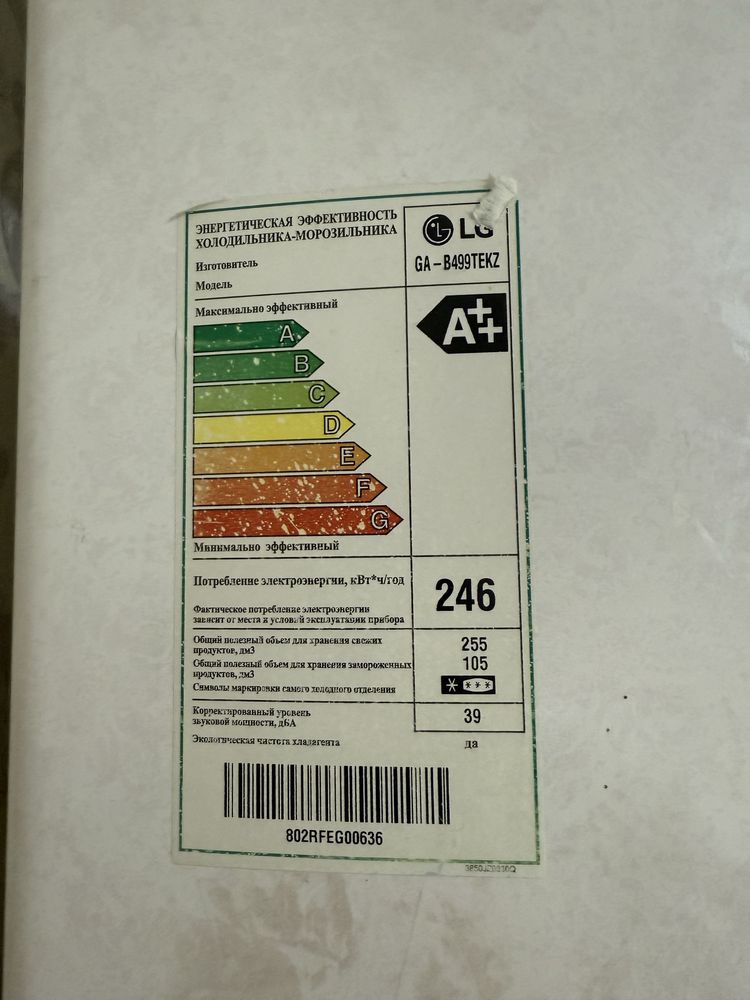 ЭНЕРГЕТИЧЕСКАЯ ЭФФЕКТИВНОСТЬ
ХОЛОДИЛЬНИКА-МОРОЗИЛЬНИКА
LG
Изготовитель
GA-B499TEKZ
Модель
Максимально эффективный
A++
A
B
C
D
E
F
G
Минимально эффективный
Потребление электроэнергии, кВт*ч/год
246
Фактическое потребление электроэнергии
зависит от места и условий эксплуатации прибора
Общий полезный объем для хранения свежих
продуктов, дм3
255
Общий полезный объем для хранения замороженных
продуктов, дм3
105
Символы маркировки самого холодного отделения
Корректированный уровень
звуковой мощности, дБА
39
Экологическая чистота хладагента
да
802RFEG00636